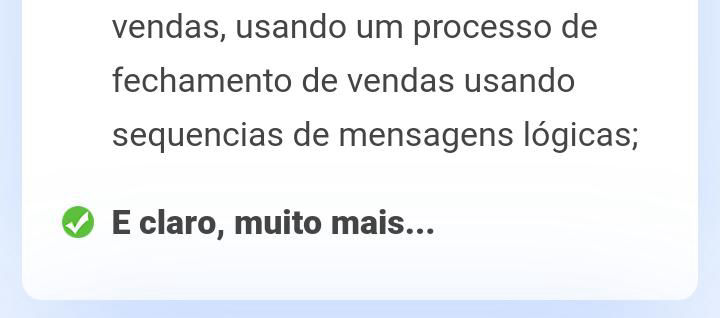 vendas, usando um processo de
fechamento de vendas usando
sequencias de mensagens lógicas;
E claro, muito mais...